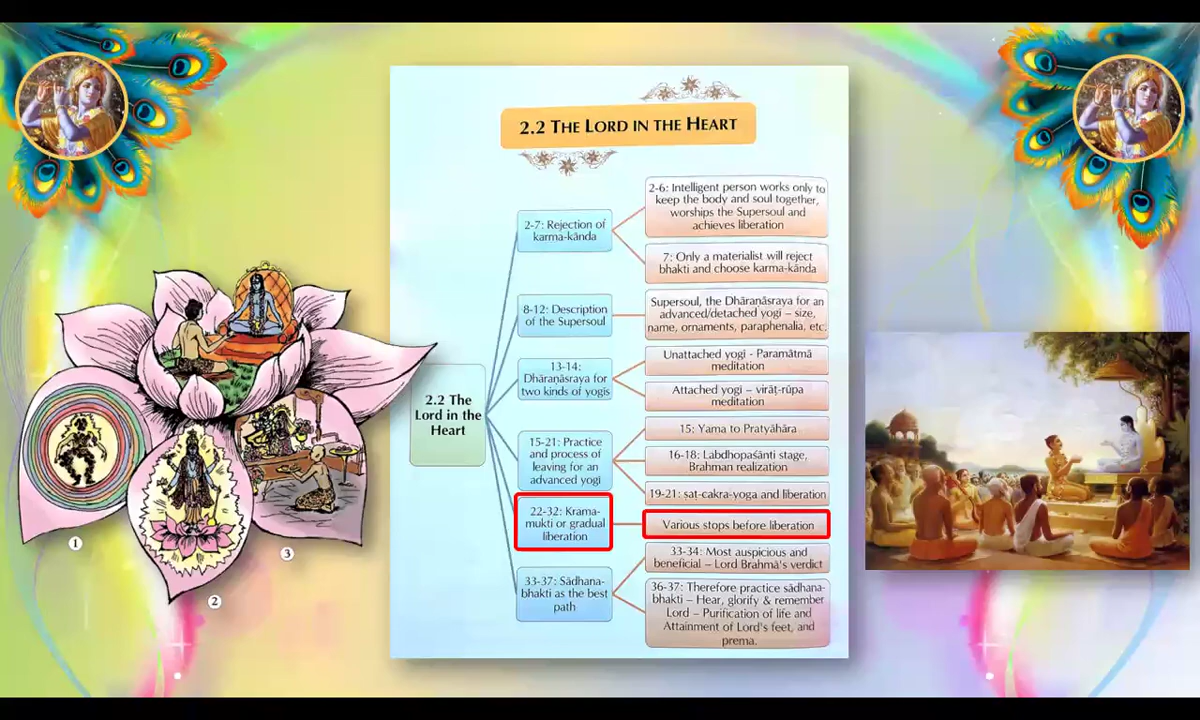 2.2 THE LORD IN THE HEART
2.2 The
Lord in the
Heart
2-7: Rejection of
karma-kânda
2-6: Intelligent person works only to
keep the body and soul together,
worships the Supersoul and
achieves liberation
7: Only a materialist will reject
bhakti and choose karma-kânda
8-12: Description
of the Supersoul
Supersoul, the Dhāraṇāsraya for an
advanced/detached yogi – size,
name, ornaments, paraphenalia, etc.
13-14:
Dhāraṇāsraya for
two kinds of yogīs
Unattached yogi - Paramātmā
meditation
Attached yogi – virāṭ-rūpa
meditation
15-21: Practice
and process of
leaving for an
advanced yogi
15: Yama to Pratyāhāra
16-18: Labdhopaśānti stage,
Brahman realization
19-21: saṭ-cakra-yoga and liberation
22-32: Krama-
mukti or gradual
liberation
Various stops before liberation
33-37: Sādhana-
bhakti as the best
path
33-34: Most auspicious and
beneficial – Lord Brahmā's verdict
36-37: Therefore practice sādhana-
bhakti – Hear, glorify & remember
Lord – Purification of life and
Attainment of Lord's feet, and
prema.
1
2
3